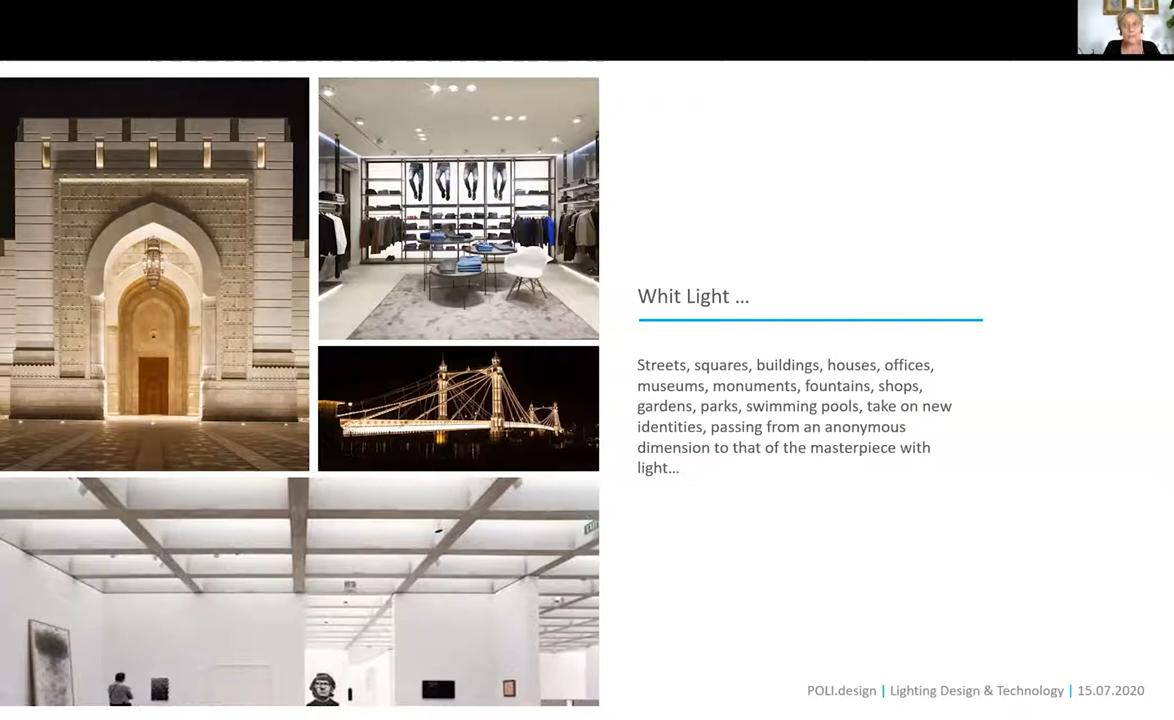 Whit Light ...
Streets, squares, buildings, houses, offices,
museums, monuments, fountains, shops,
gardens, parks, swimming pools, take on new
identities, passing from an anonymous
dimension to that of the masterpiece with
light...
POLI.design | Lighting Design & Technology | 15.07.2020